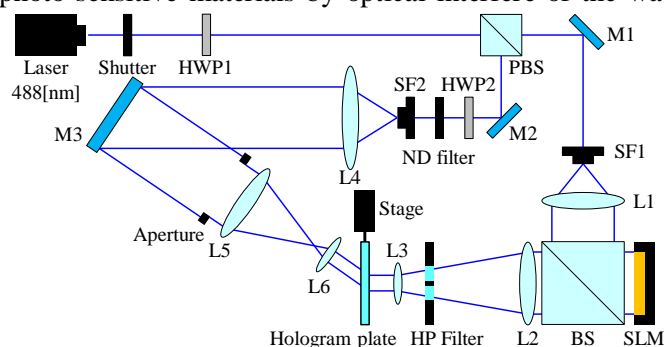 photo-sensitive materials by optical interfere of the wa
M1
Laser
Shutter
HWP1
PBS
488[nm]
SF2
HWP2
M2
M3
ND filter
SF1
L4
L1
Stage
Aperture
L5
L3
L6
L2
BS
SLM
Hologram plate
HP Filter